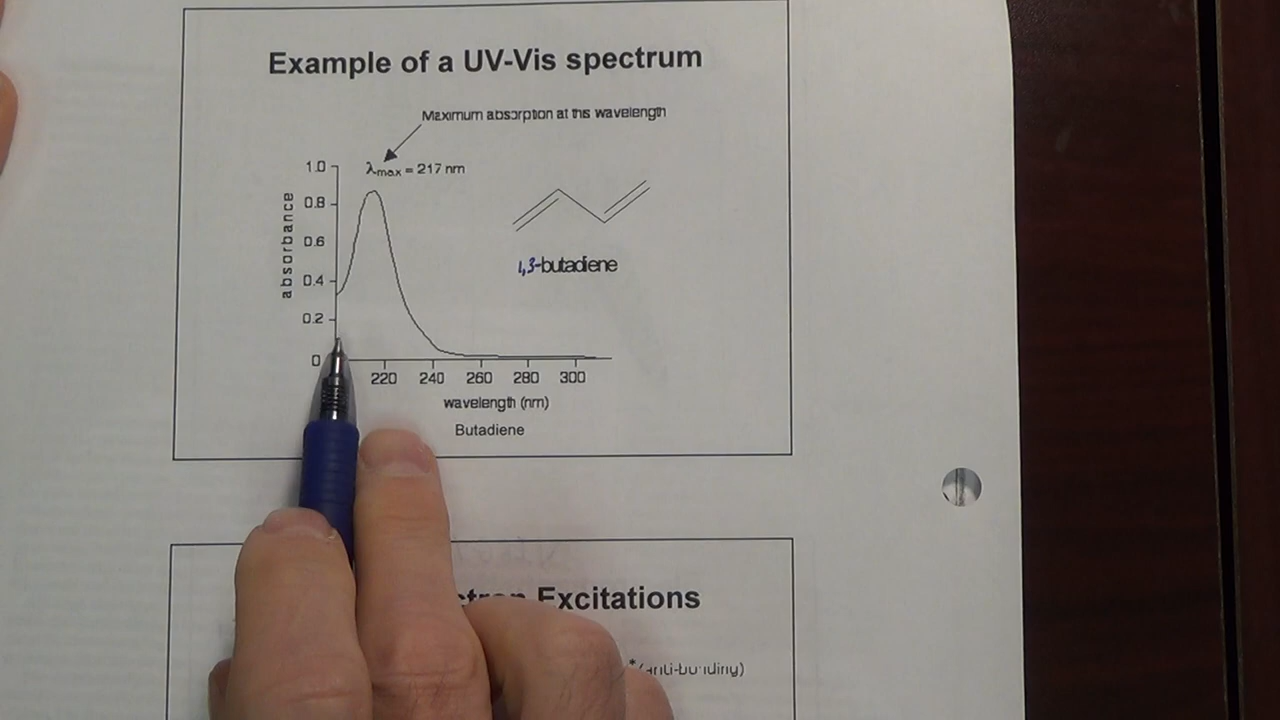 Example of a UV-Vis spectrum
Maximum absorption at this wavelength
λmax = 217 nm
1.0
0.8
0.6
0.4
0.2
0
absorbance
1,3-butadiene
220 240 260 280 300
wavelength (nm)
Butadiene
Excitations
*(anti-bonding)